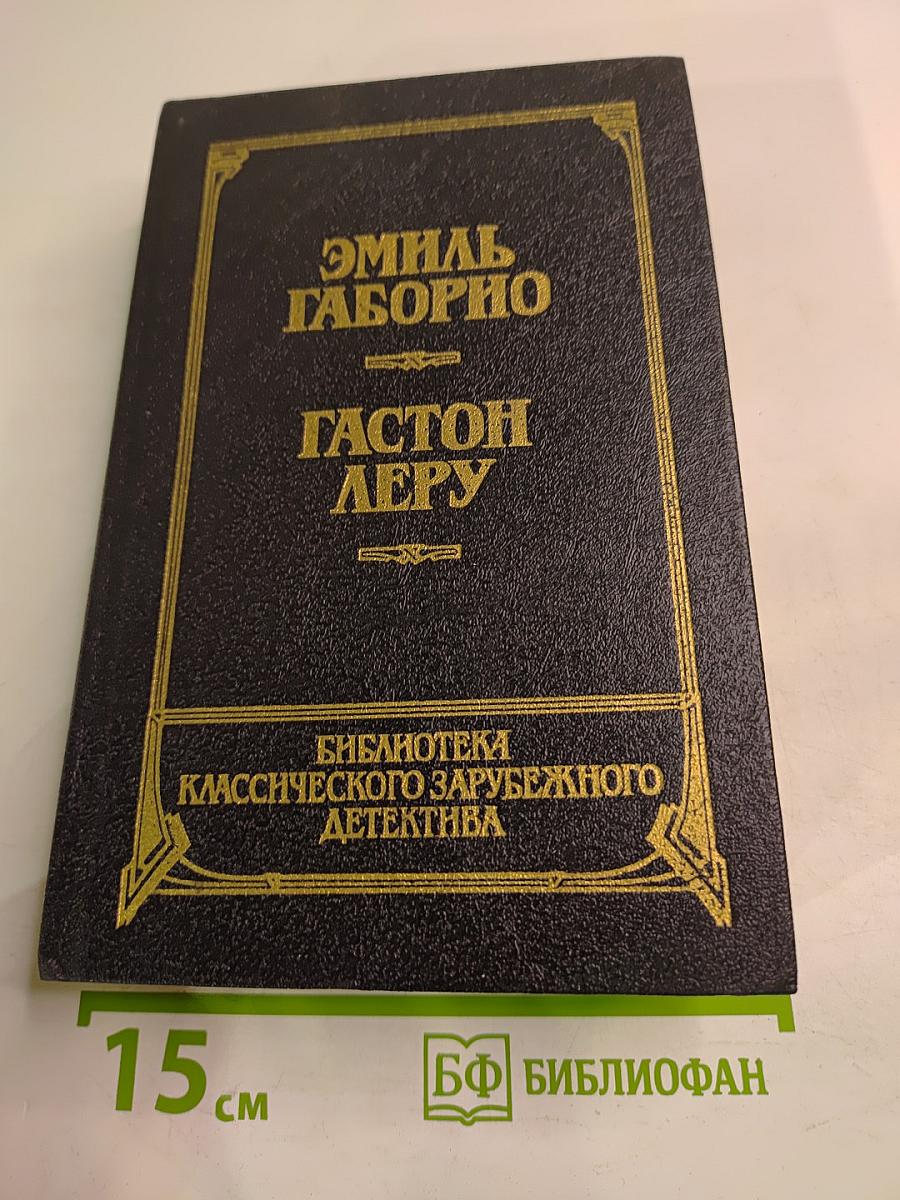 ЭМИЛЬ
ГАБОРИО
ГАСТОН
ЛЕРУ
БИБЛИОТЕКА
КЛАССИЧЕСКОГО ЗАРУБЕЖНОГО
ДЕТЕКТИВА
15 см
БФ БИБЛИОФАН